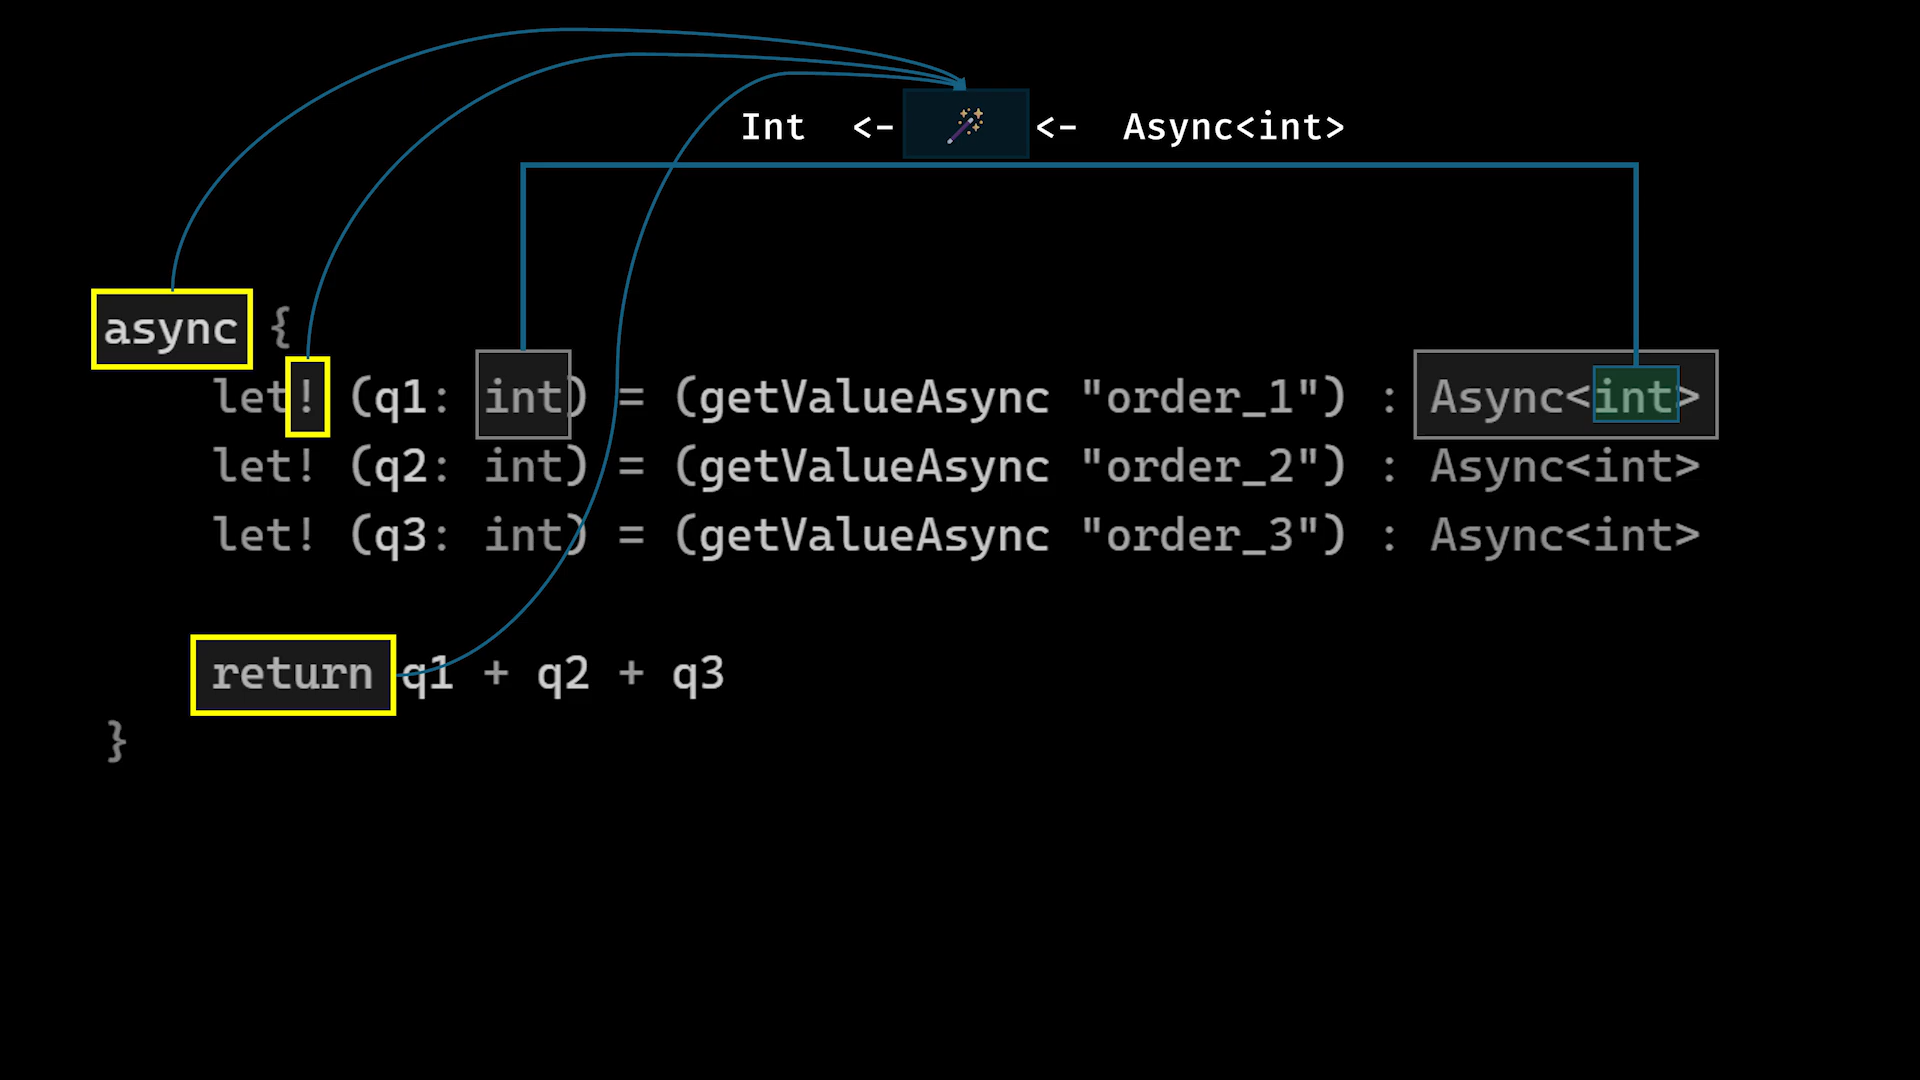 Int <- <- Async<int>
async {
let! (q1: int) = (getValueAsync "order_1") : Async<int>
let! (q2: int) = (getValueAsync "order_2") : Async<int>
let! (q3: int) = (getValueAsync "order_3") : Async<int>
return q1 + q2 + q3
}